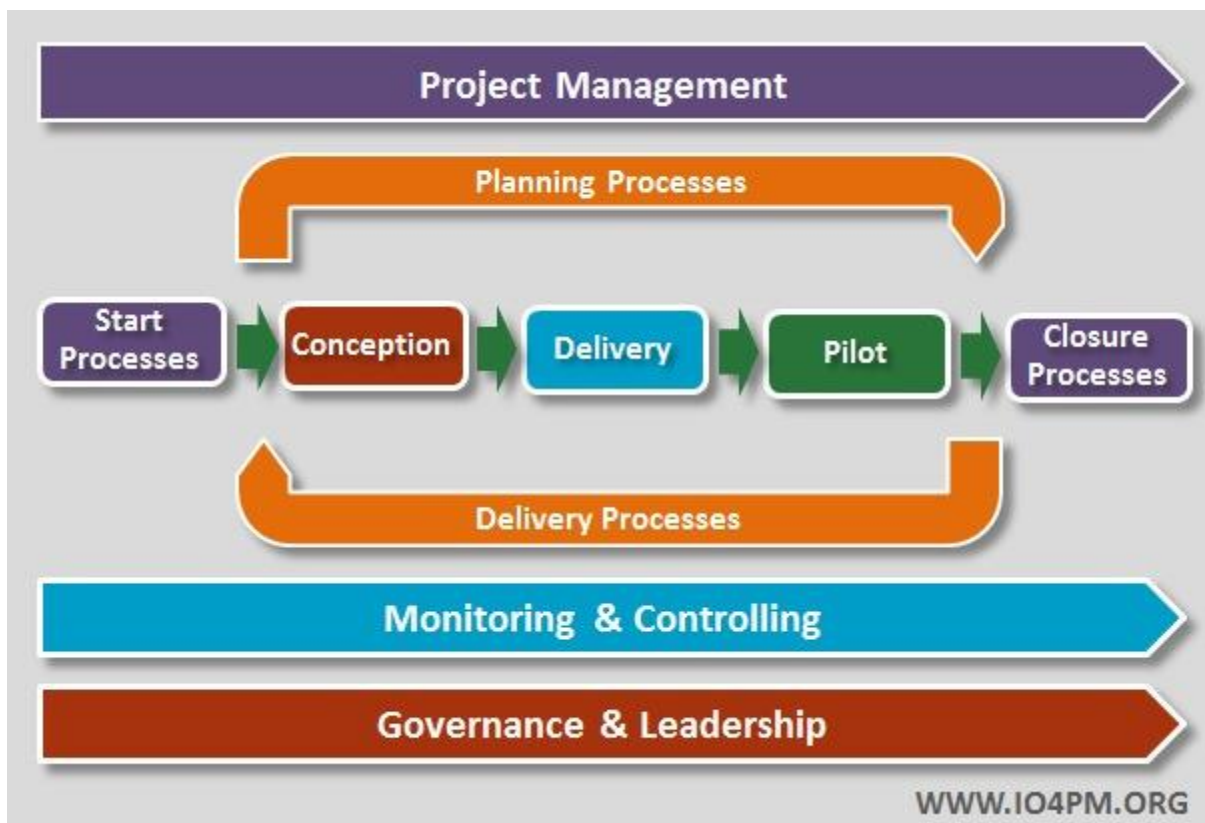 Project Management
Planning Processes
Start
Processes
Conception
Delivery
Pilot
Closure
Processes
Delivery Processes
Monitoring & Controlling
Governance & Leadership
WWW.IO4PM.ORG